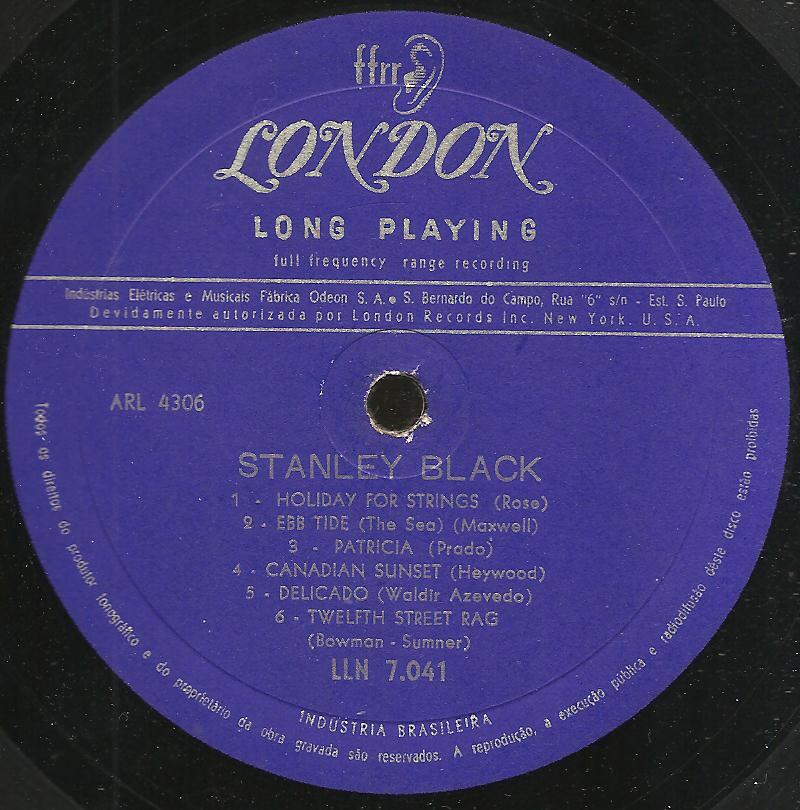 ffrr
LONDON
LONG PLAYING
full frequency range recording
Indústrias Elétricas e Musicais Fábrica Odeon S. A. • S. Bernardo do Campo, Rua "6" s/n - Est. S. Paulo
Devidamente autorizada por London Records Inc. New York. U. S. A.
ARL 4306
STANLEY BLACK
1 - HOLIDAY FOR STRINGS (Rose)
2 - EBB TIDE (The Sea) (Maxwell)
3 - PATRICIA (Prado)
4 - CANADIAN SUNSET (Heywood)
5 - DELICADO (Waldir Azevedo)
6 - TWELFTH STREET RAG
(Bowman - Sumner)
LLN 7.041
INDÚSTRIA BRASILEIRA
Todos os direitos do produtor fonográfico e do proprietário da obra gravada são reservados. A reprodução, a execução pública e radiodifusão dêste disco estão proibidas